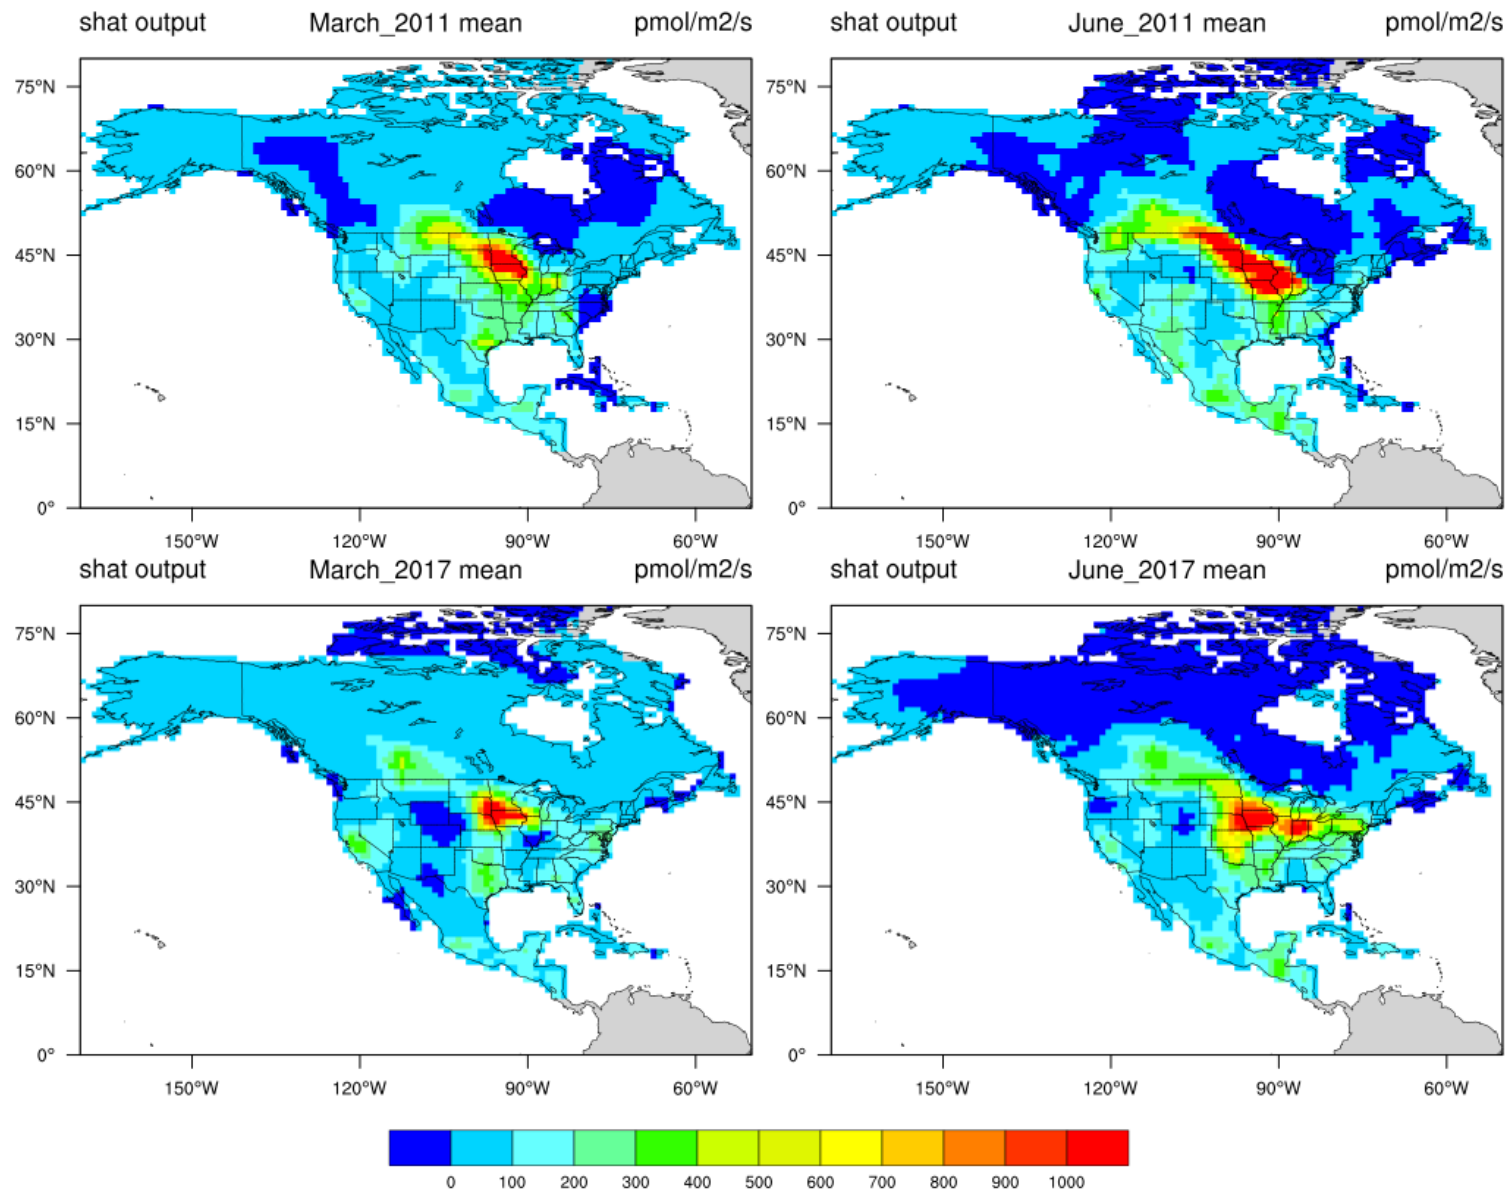 shat output March_2011 mean pmol/m2/s
shat output June_2011 mean pmol/m2/s
75°N
60°N
45°N
30°N
15°N
0°
150°W 120°W 90°W 60°W
75°N
60°N
45°N
30°N
15°N
0°
150°W 120°W 90°W 60°W
shat output March_2017 mean pmol/m2/s
shat output June_2017 mean pmol/m2/s
75°N
60°N
45°N
30°N
15°N
0°
150°W 120°W 90°W 60°W
75°N
60°N
45°N
30°N
15°N
0°
150°W 120°W 90°W 60°W
0 100 200 300 400 500 600 700 800 900 1000